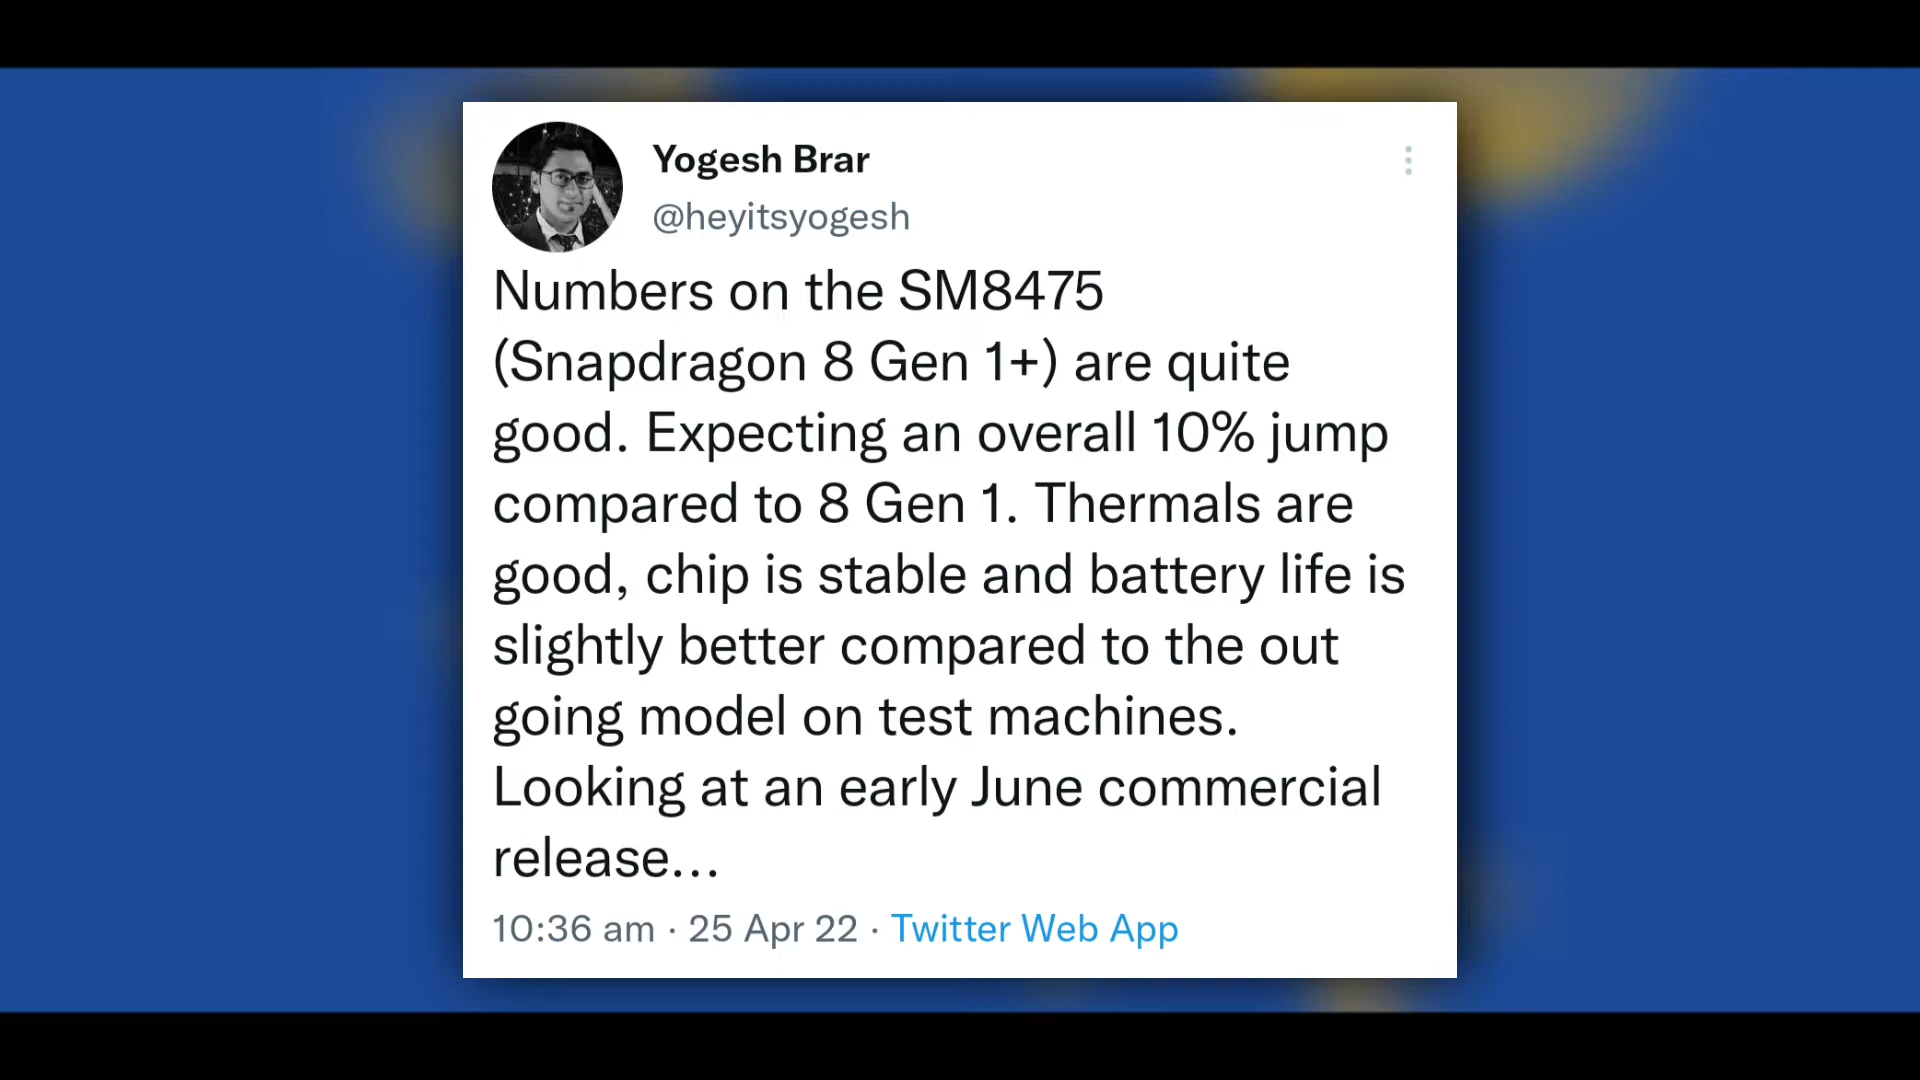 Yogesh Brar
@heyitsyogesh
Numbers on the SM8475
(Snapdragon 8 Gen 1+) are quite
good. Expecting an overall 10% jump
compared to 8 Gen 1. Thermals are
good, chip is stable and battery life is
slightly better compared to the out
going model on test machines.
Looking at an early June commercial
release...
10:36 am · 25 Apr 22 · Twitter Web App